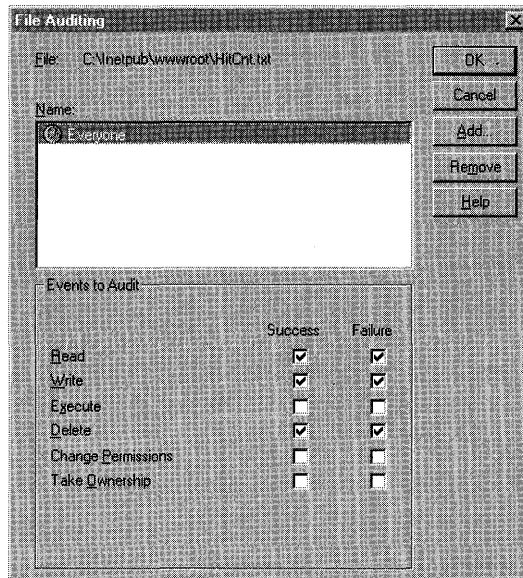 File Auditing
File: C:\Inetpub\wwwroot\HitCnt.txt
OK
Cancel
Name:
Everyone
Add...
Remove
Help
Events to Audit
Success Failure
Read
Write
Execute
Delete
Change Permissions
Take Ownership